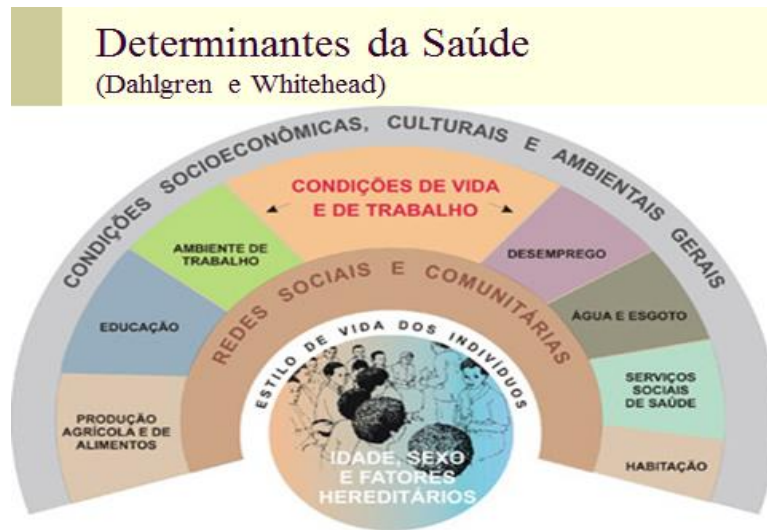 Determinantes da Saúde
(Dahlgren e Whitehead)
CONDIÇÕES SOCIOECONÔMICAS, CULTURAIS E AMBIENTAIS GERAIS
CONDIÇÕES DE VIDA
E DE TRABALHO
AMBIENTE DE
TRABALHO
DESEMPREGO
EDUCAÇÃO
ÁGUA E ESGOTO
PRODUÇÃO
AGRÍCOLA E DE
ALIMENTOS
SERVIÇOS
SOCIAIS
DE SAÚDE
HABITAÇÃO
REDES SOCIAIS E COMUNITÁRIAS
ESTILO DE VIDA DOS INDIVÍDUOS
IDADE, SEXO
E FATORES
HEREDITÁRIOS